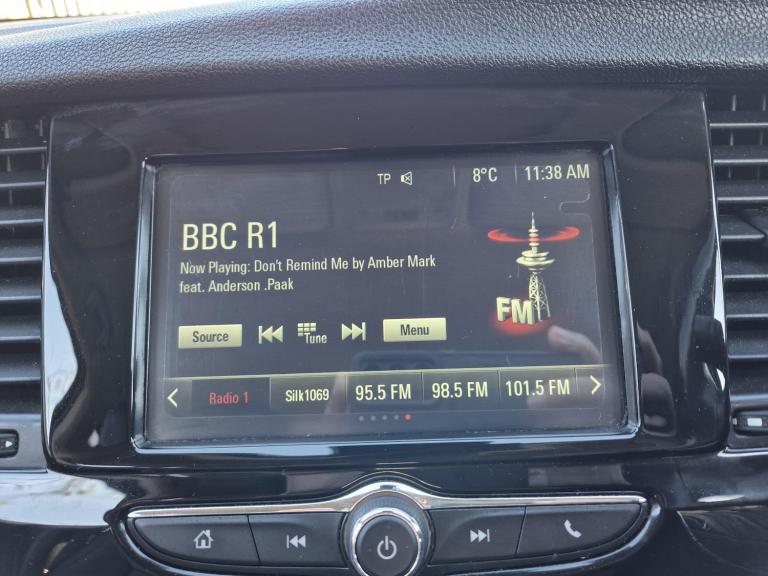 TP 8°C 11:38 AM
BBC R1
Now Playing: Don't Remind Me by Amber Mark
feat. Anderson .Paak
FM
Source Tune Menu
Radio 1 Silk1069 95.5 FM 98.5 FM 101.5 FM